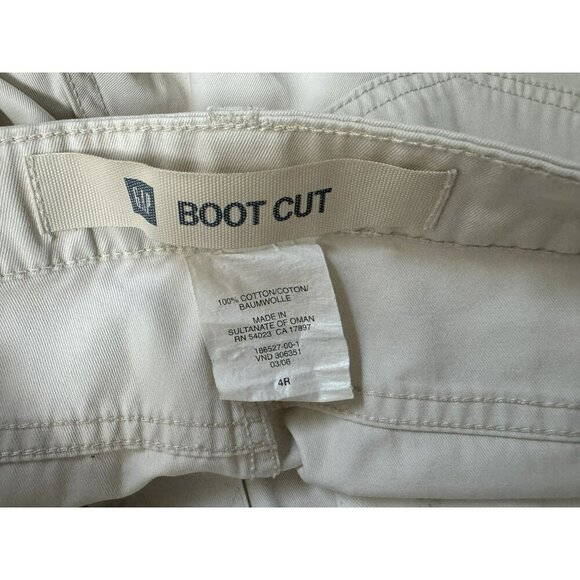 GAP
BOOT CUT
100% COTTON/COTON/
BAUMWOLLE
MADE IN
SULTANATE OF OMAN
RN 54023 CA 17897
186527-00-1
VND 306351
03/06
4R